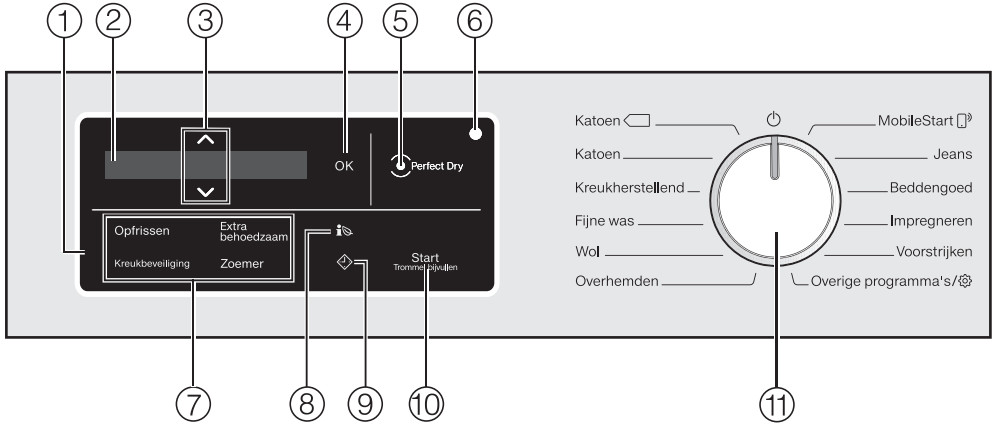 ① ② ③ ④ ⑤ ⑥
OK
Perfect Dry
Opfrissen
Extra
behoedzaam
Kreukbeveiliging
Zoemer
Start
Trommel bijvullen
Katoen
Katoen
Kreukherstellend
Fijne was
Wol
Overhemden
MobileStart
Jeans
Beddengoed
Impregneren
Voorstrijken
Overige programma's/
⑦ ⑧ ⑨ ⑩ ⑪